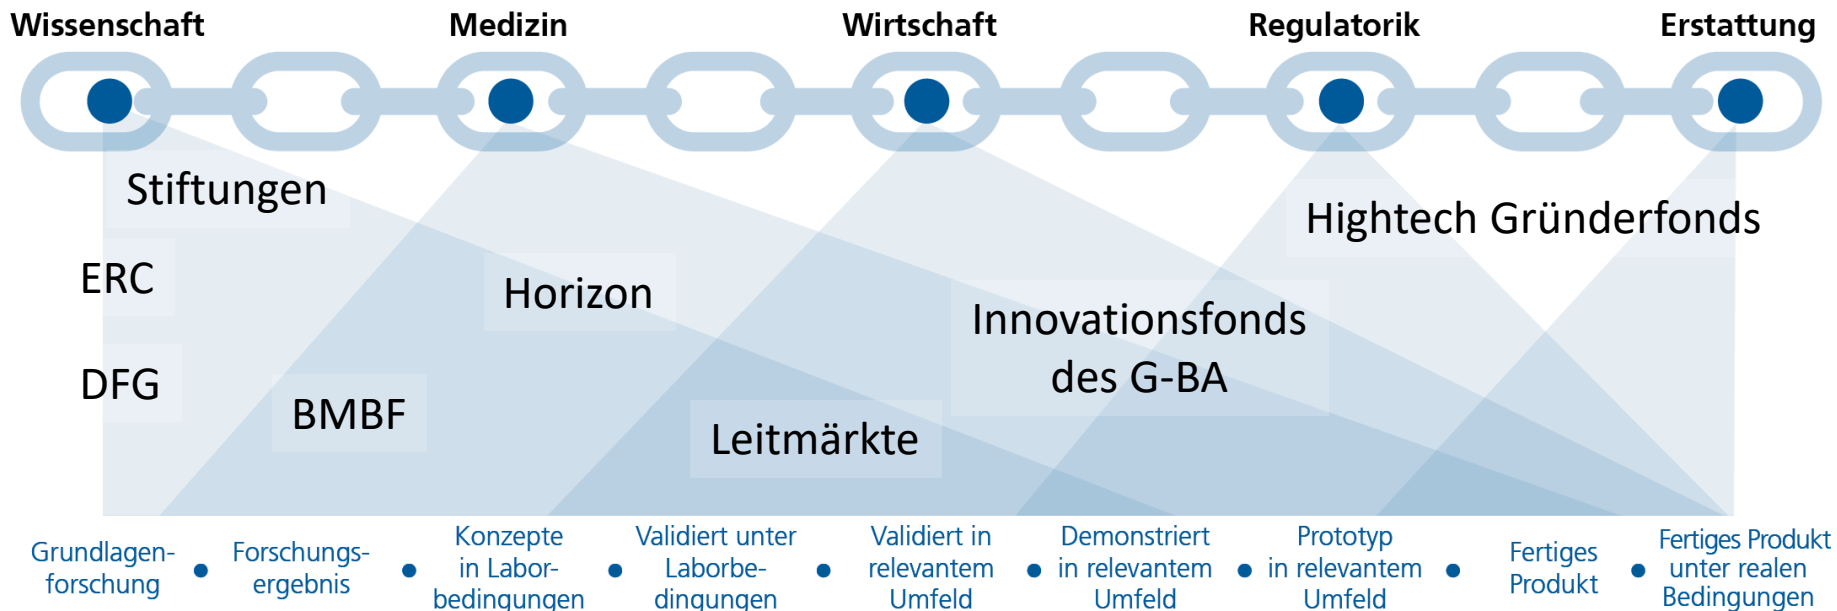 Wissenschaft
Medizin
Wirtschaft
Regulatorik
Erstattung
Stiftungen
Hightech Gründerfonds
ERC
Horizon
Innovationsfonds
des G-BA
DFG
BMBF
Leitmärkte
Grundlagen-
forschung
Forschungs-
ergebnis
Konzepte
in Labor-
bedingungen
Validiert unter
Laborbe-
dingungen
Validiert in
relevantem
Umfeld
Demonstriert
in relevantem
Umfeld
Prototyp
in relevantem
Umfeld
Fertiges
Produkt
Fertiges Produkt
unter realen
Bedingungen